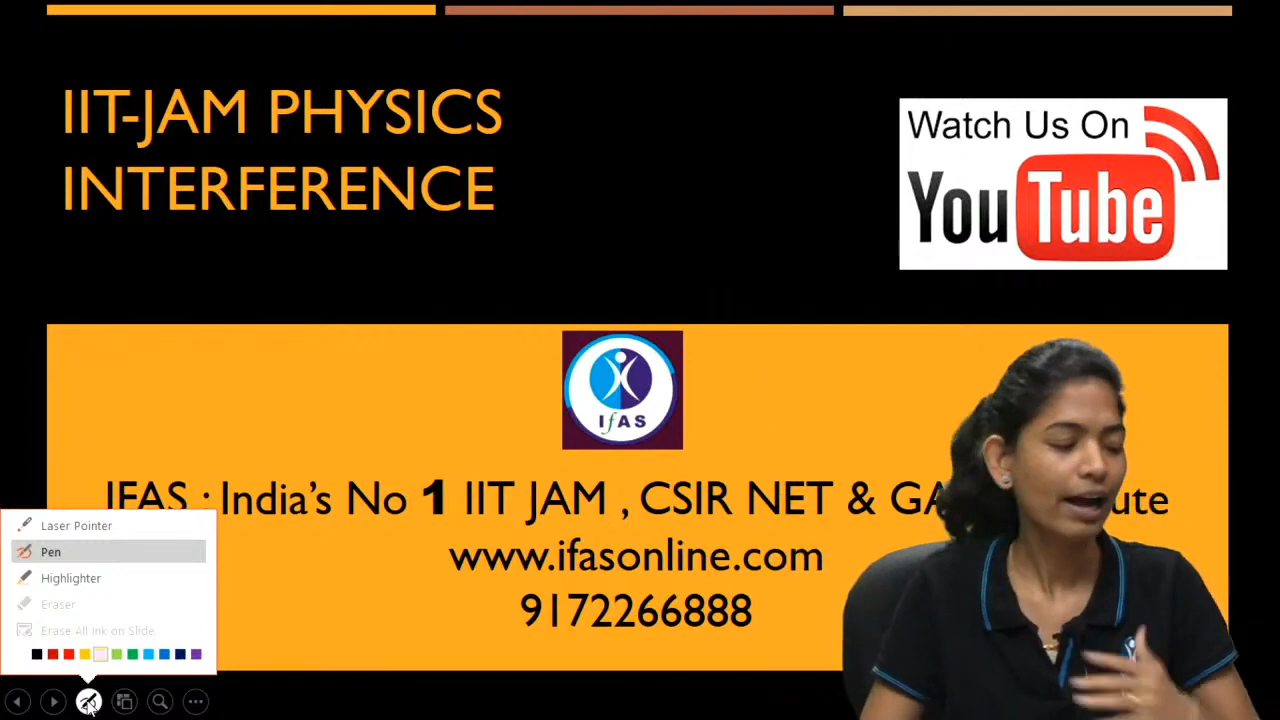 IIT-JAM PHYSICS
INTERFERENCE
Watch Us On
YouTube
IfAS
IFAS : India's No 1 IIT JAM , CSIR NET & GA
www.ifasonline.com
9172266888
Laser Pointer
Pen
Highlighter
Eraser
Erase All Ink on Slide